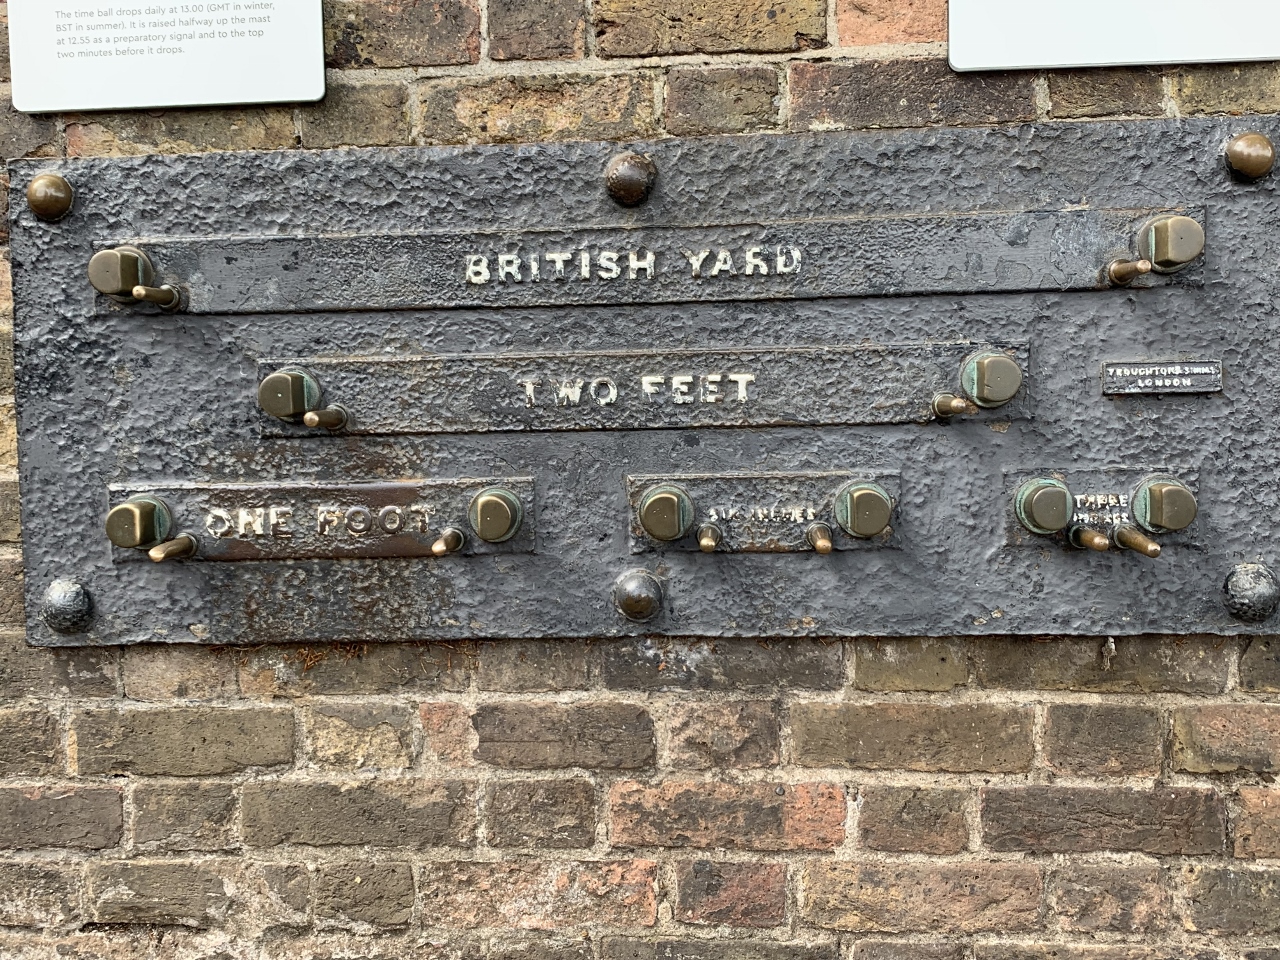 The time ball drops daily at 13.00 (GMT in winter,
BST in summer). It is raised halfway up the mast
at 12.55 as a preparatory signal and to the top
two minutes before it drops.
BRITISH YARD
TWO FEET
TROUGHTON & SIMMS
LONDON
ONE FOOT
SIX INCHES
THREE
INCHES